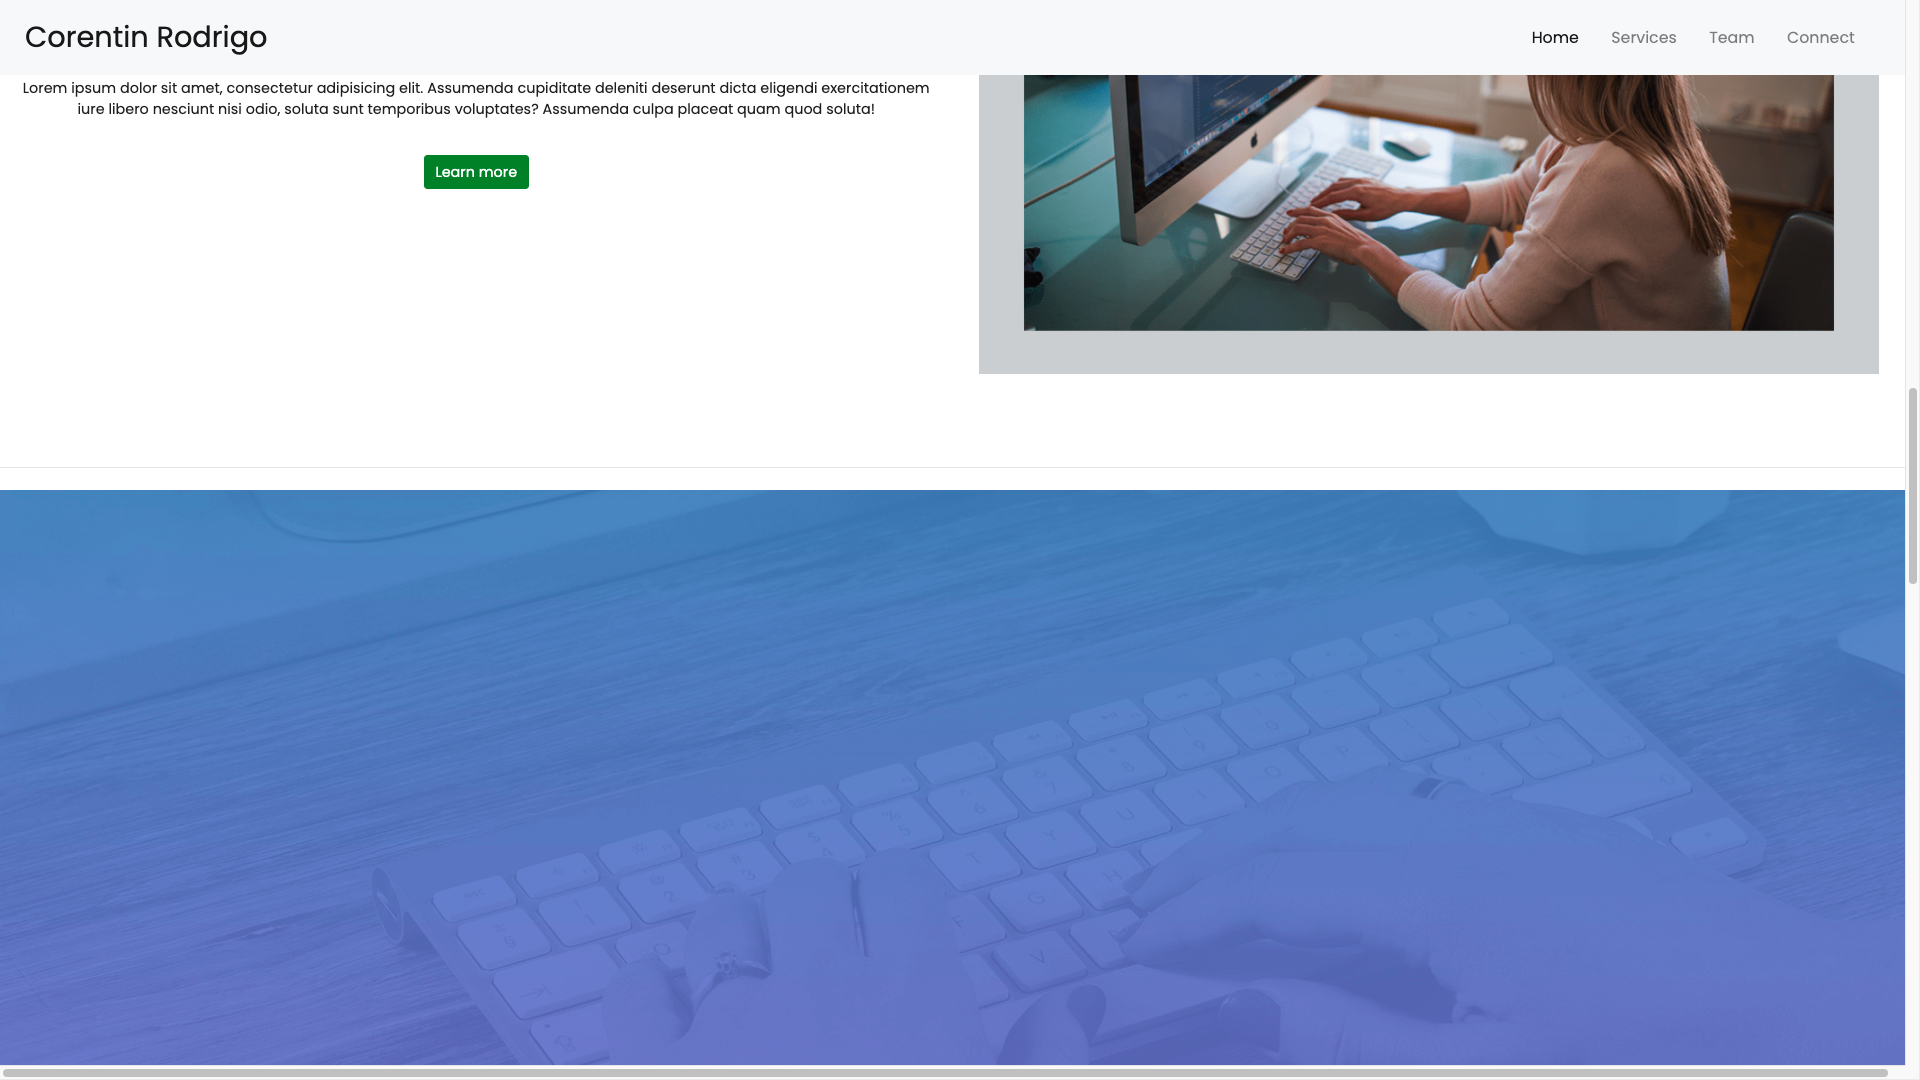 Corentin Rodrigo
Home
Services
Team
Connect
Lorem ipsum dolor sit amet, consectetur adipisicing elit. Assumenda cupiditate deleniti deserunt dicta eligendi exercitationem
iure libero nesciunt nisi odio, soluta sunt temporibus voluptates? Assumenda culpa placeat quam quod soluta!
Learn more